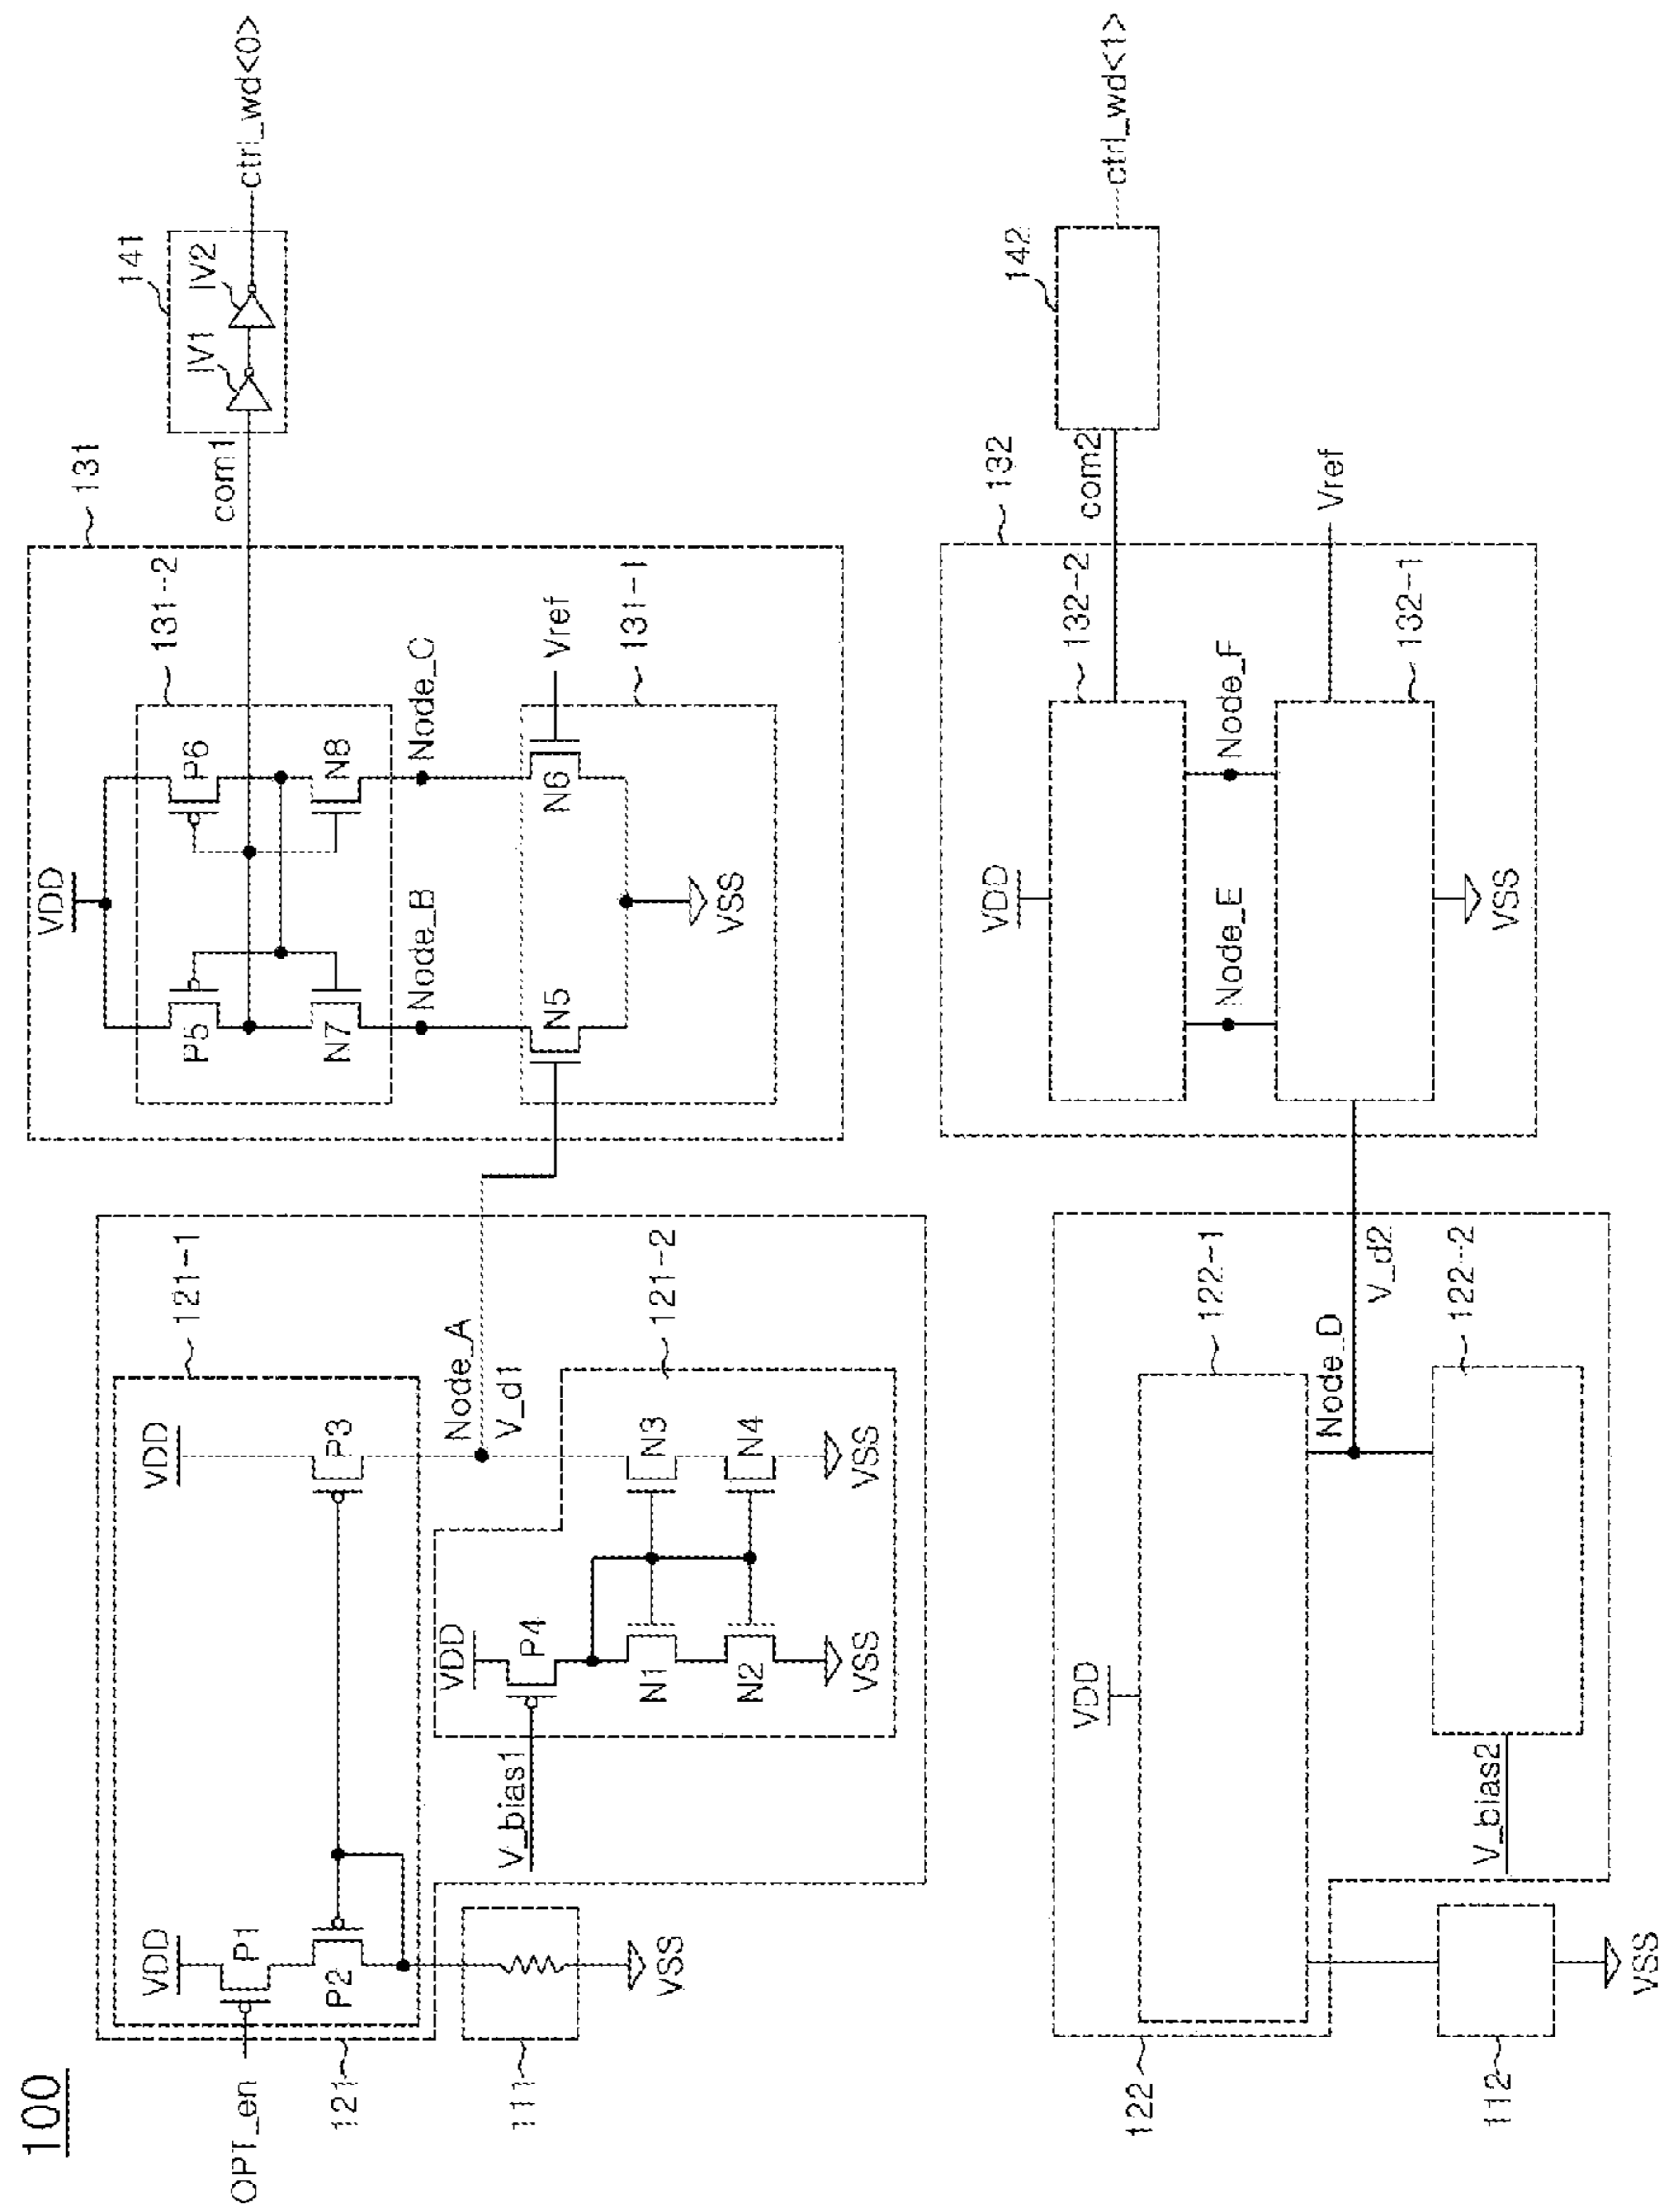 100
OPT_en
VDD
P1
P2
VDD
P3
121-1
121
111
VSS
V_bias1
VDD
P4
N1
N2
VSS
Node_A
V_d1
121-2
N3
N4
VSS
VDD
P5
P6
N7
N8
131-2
131
Node_B
Node_C
N5
N6
Vref
131-1
VSS
com1
IV1
IV2
141
ctrl_wd<0>
122
VDD
112
VSS
V_bias2
Node_D
V_d2
122-1
122-2
VDD
Node_E
Node_F
132-2
132
132-1
Vref
VSS
com2
142
ctrl_wd<1>